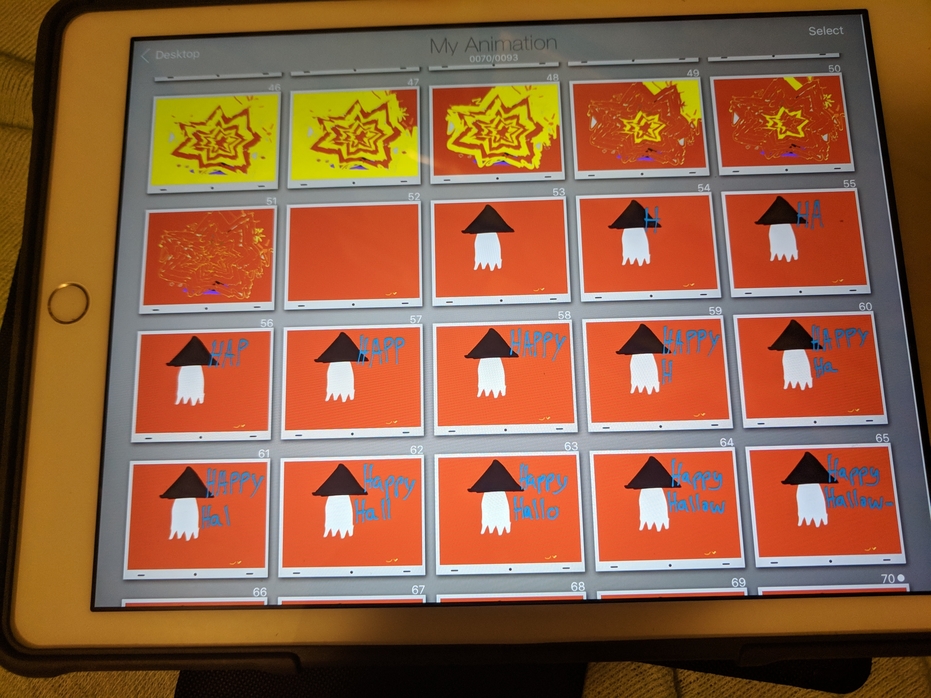 Desktop
My Animation
Select
0070/0093
46
47
48
49
50
51
52
53
54
H
55
HA
56
HAP
57
HAPP
58
HAPPY
59
HAPPY
H
60
HAPPY
Ha
61
HAPPY
Hal
62
Happy
Hall
63
Happy
Hallo
64
Happy
Hallow
65
Happy
Hallow-
66
67
68
69
70